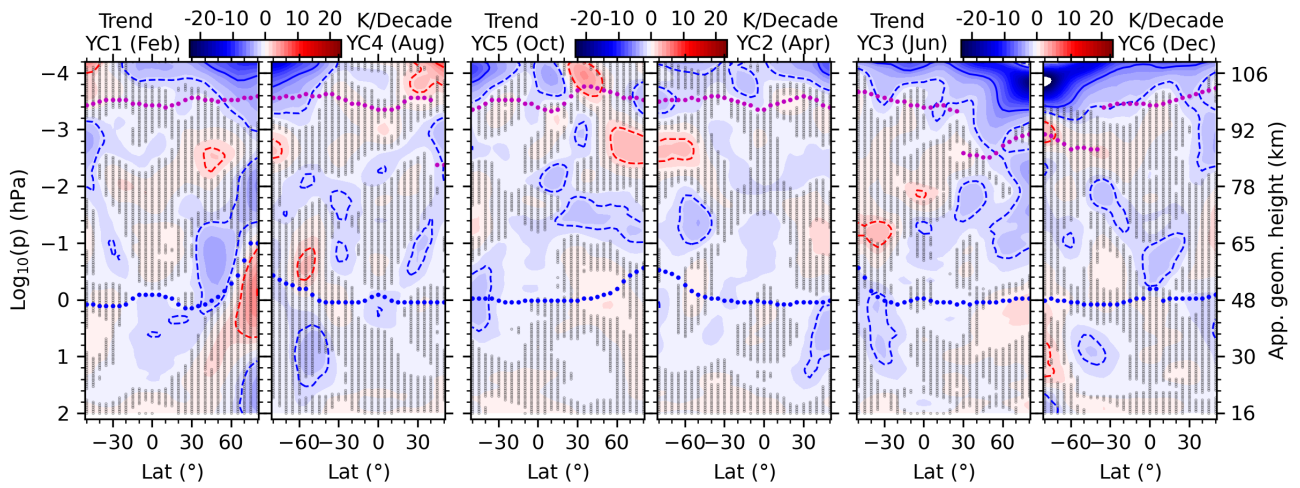 Trend -20-10 0 10 20 K/Decade Trend -20-10 0 10 20 K/Decade Trend -20-10 0 10 20 K/Decade
YC1 (Feb) YC4 (Aug) YC5 (Oct) YC2 (Apr) YC3 (Jun) YC6 (Dec)
−4 106
−3 92
−2 78
−1 65
0 48
1 30
2 16
Log10(p) (hPa)
App. geom. height (km)
−30 0 30 60 −60 −30 0 30 −30 0 30 60 −60 −30 0 30 −30 0 30 60 −60 −30 0 30
Lat (°) Lat (°) Lat (°) Lat (°) Lat (°) Lat (°)